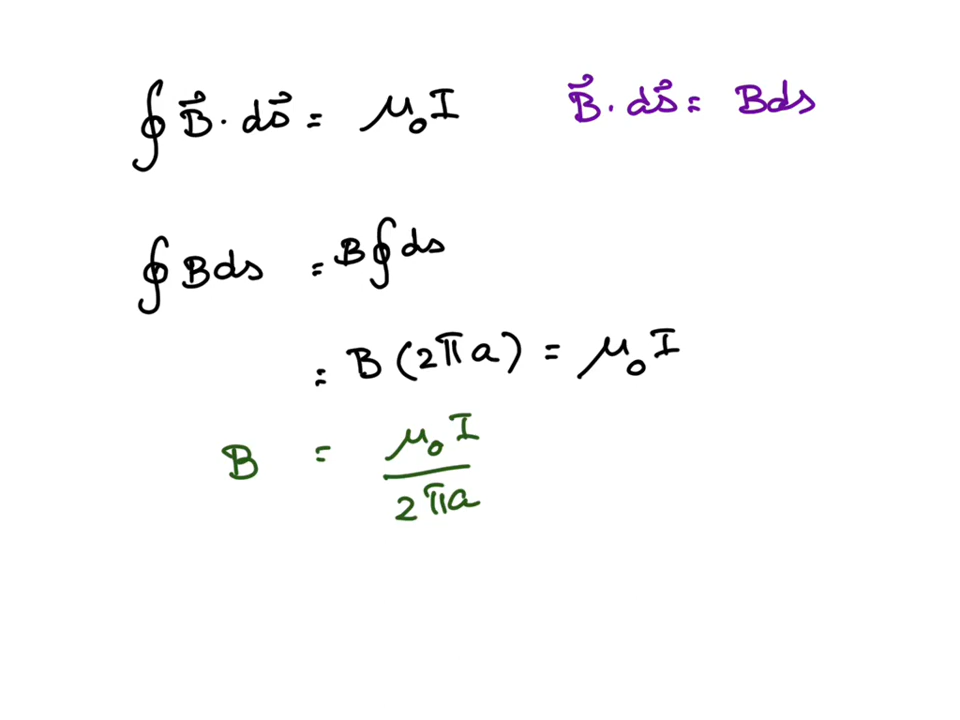 ∮ B⃗ · ds⃗ = μ₀I
B⃗ · ds⃗ = Bds
∮ Bds = B∮ds
= B(2πa) = μ₀I
B = μ₀I / 2πa